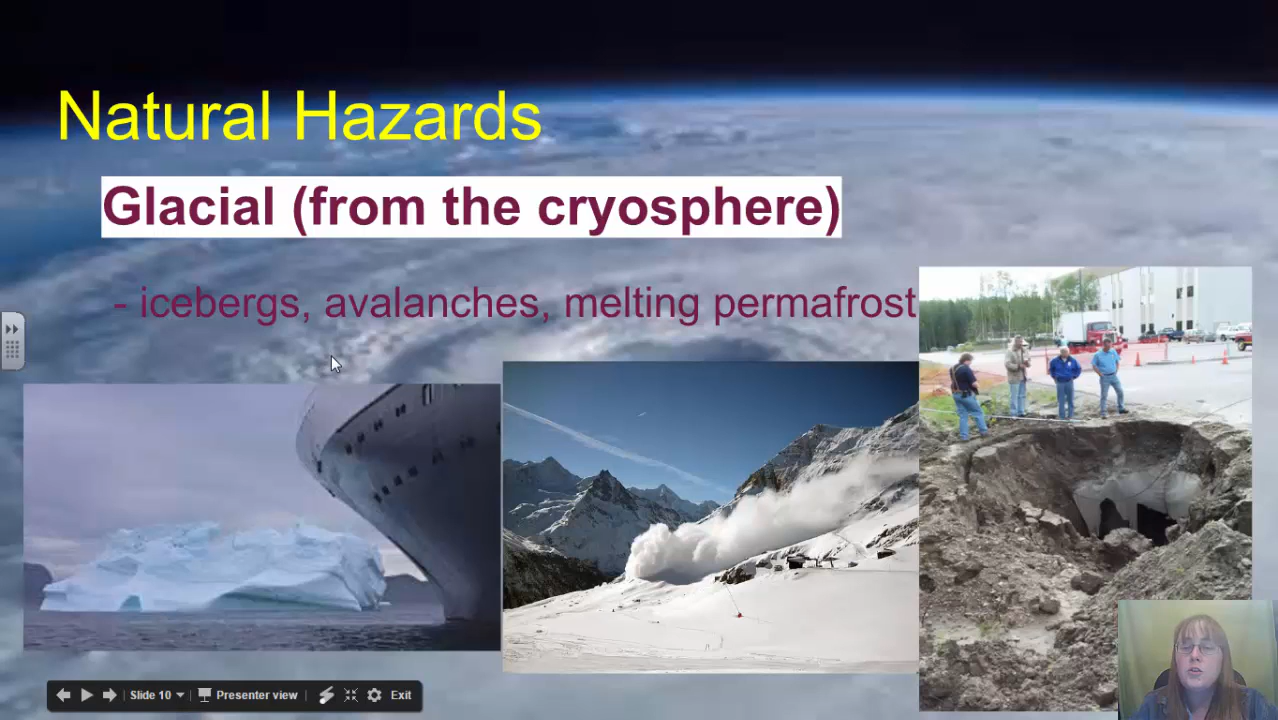 Natural Hazards
Glacial (from the cryosphere)
- icebergs, avalanches, melting permafrost
Slide 10
Presenter view
Exit